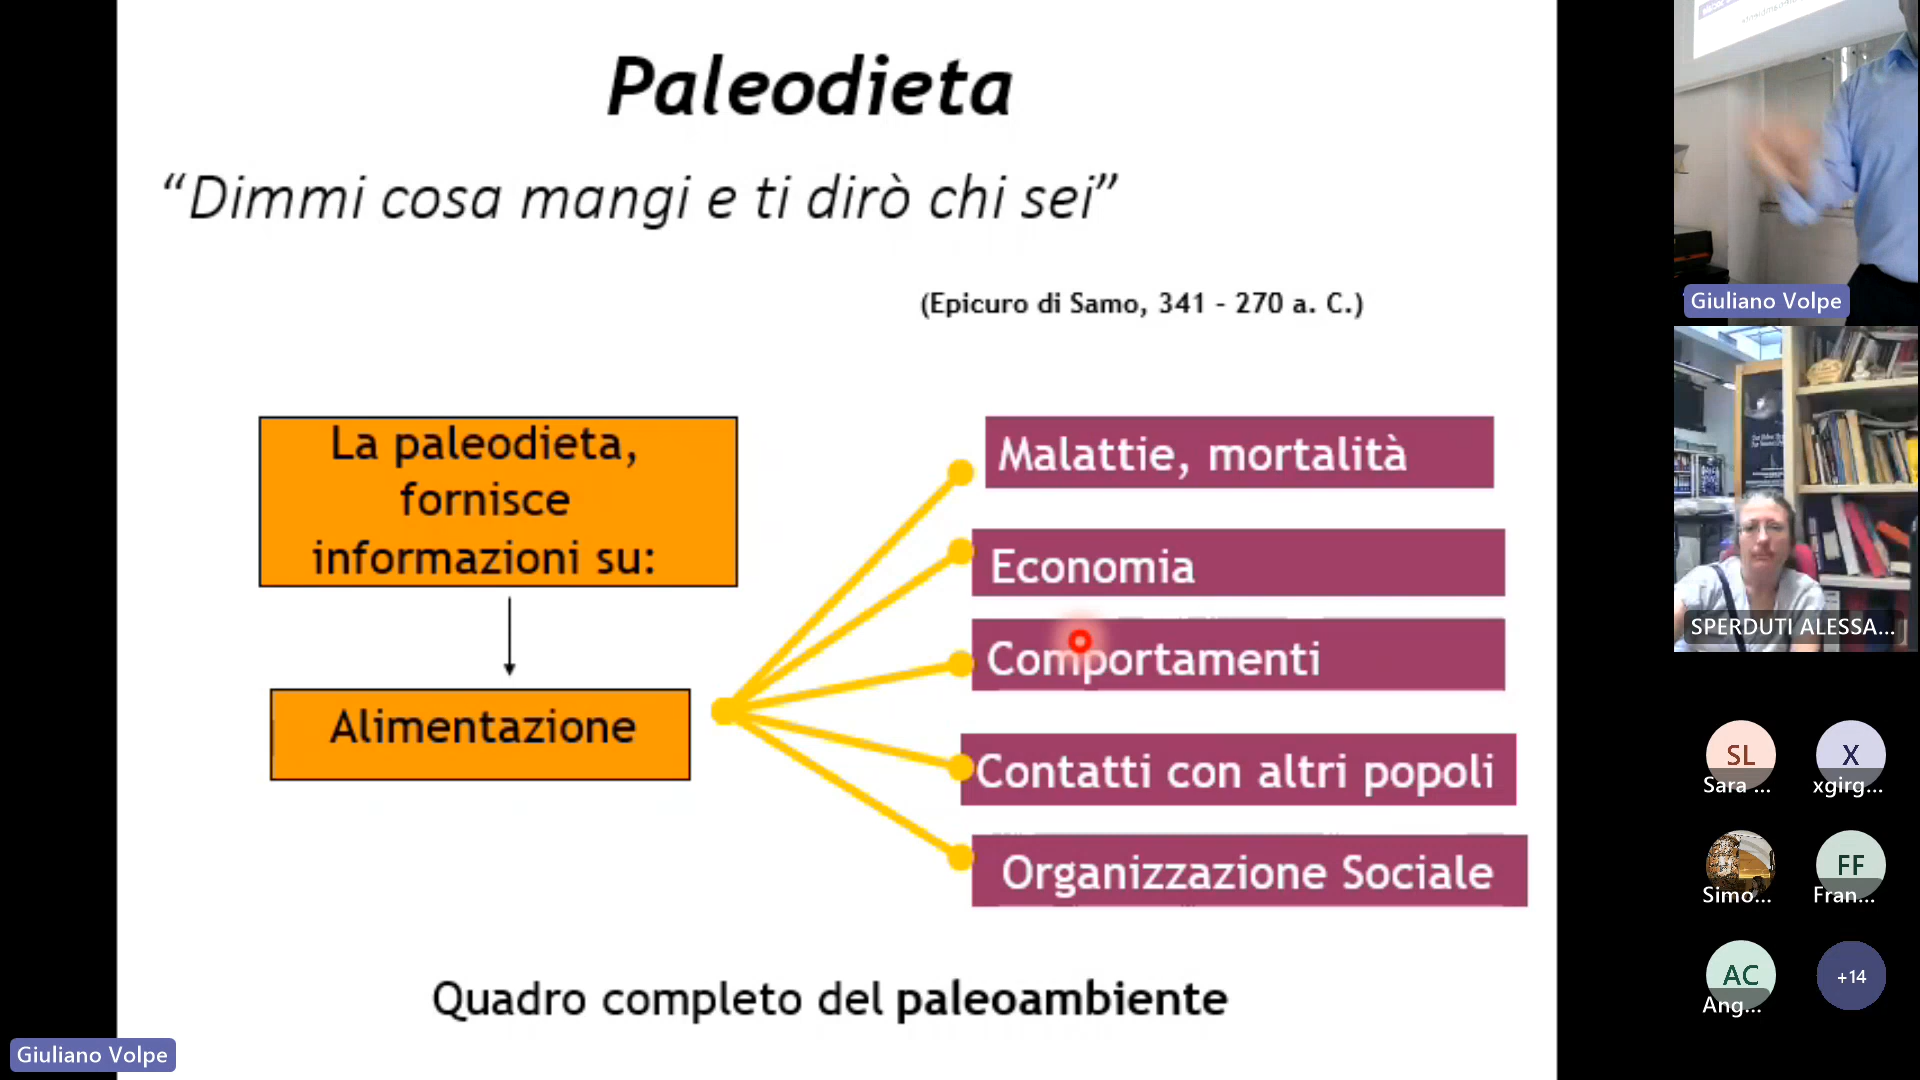 Paleodieta
“Dimmi cosa mangi e ti dirò chi sei”
(Epicuro di Samo, 341 - 270 a. C.)
La paleodieta,
fornisce
informazioni su:
Alimentazione
Malattie, mortalità
Economia
Comportamenti
Contatti con altri popoli
Organizzazione Sociale
Quadro completo del paleoambiente
Giuliano Volpe
Giuliano Volpe
SPERDUTI ALESSA...
SL
Sara ...
X
xgirg...
Simo...
FF
Fran...
AC
Ang...
+14